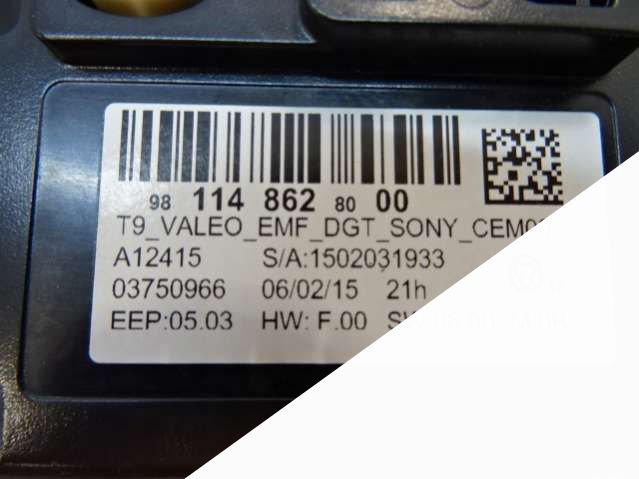 98 114 862 80 00
T9_VALEO_EMF_DGT_SONY_CEM
A12415 S/A:1502031933
03750966 06/02/15 21h
EEP:05.03 HW: F.00